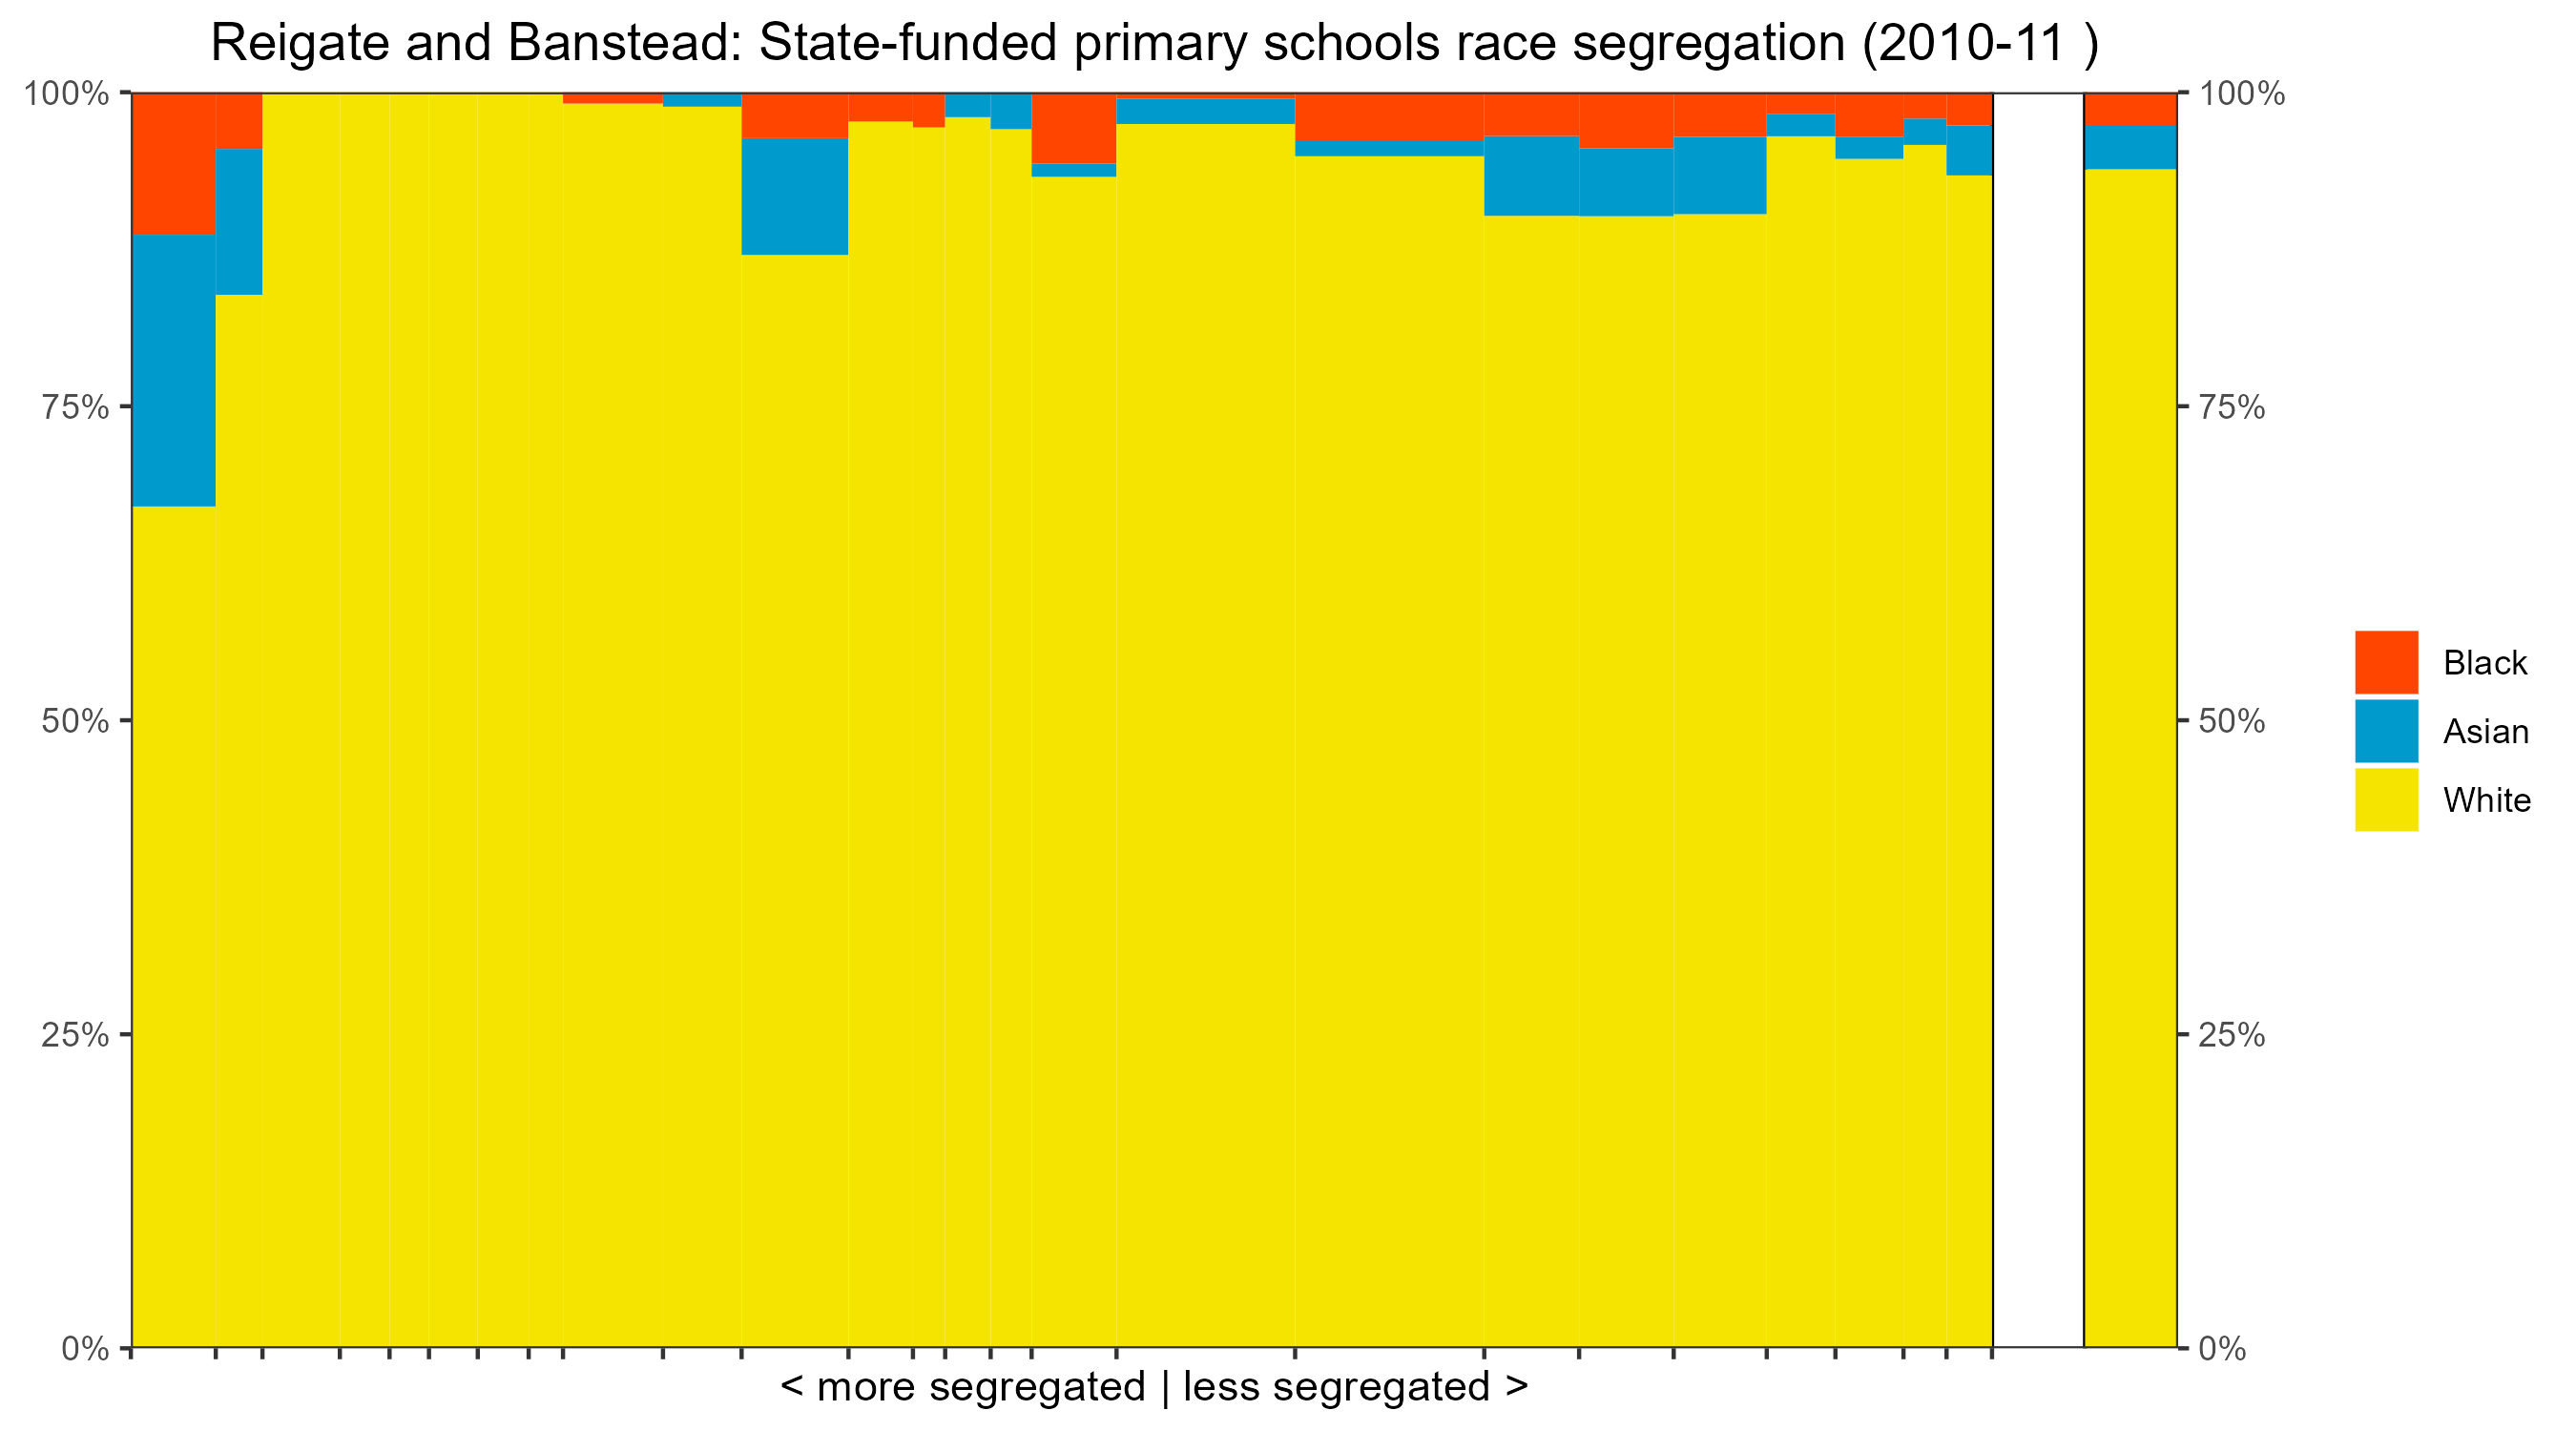 Reigate and Banstead: State-funded primary schools race segregation (2010-11 )
100%
75%
50%
25%
0%
100%
75%
50%
25%
0%
Black
Asian
White
< more segregated | less segregated >